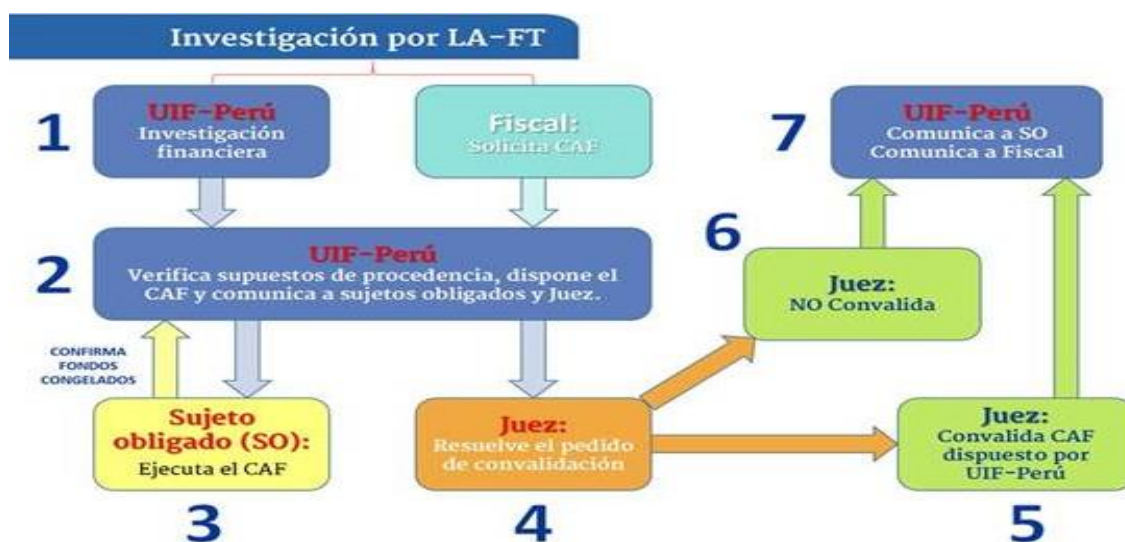 Investigación por LA-FT
1
UIF-Perú
Investigación
financiera
Fiscal:
Solicita CAF
7
UIF-Perú
Comunica a SO
Comunica a Fiscal
2
UIF-Perú
Verifica supuestos de procedencia, dispone el
CAF y comunica a sujetos obligados y Juez.
6
Juez:
NO Convalida
CONFIRMA
FONDOS
CONGELADOS
Sujeto
obligado (SO):
Ejecuta el CAF
3
Juez:
Resuelve el pedido
de convalidación
4
Juez:
Convalida CAF
dispuesto por
UIF-Perú
5